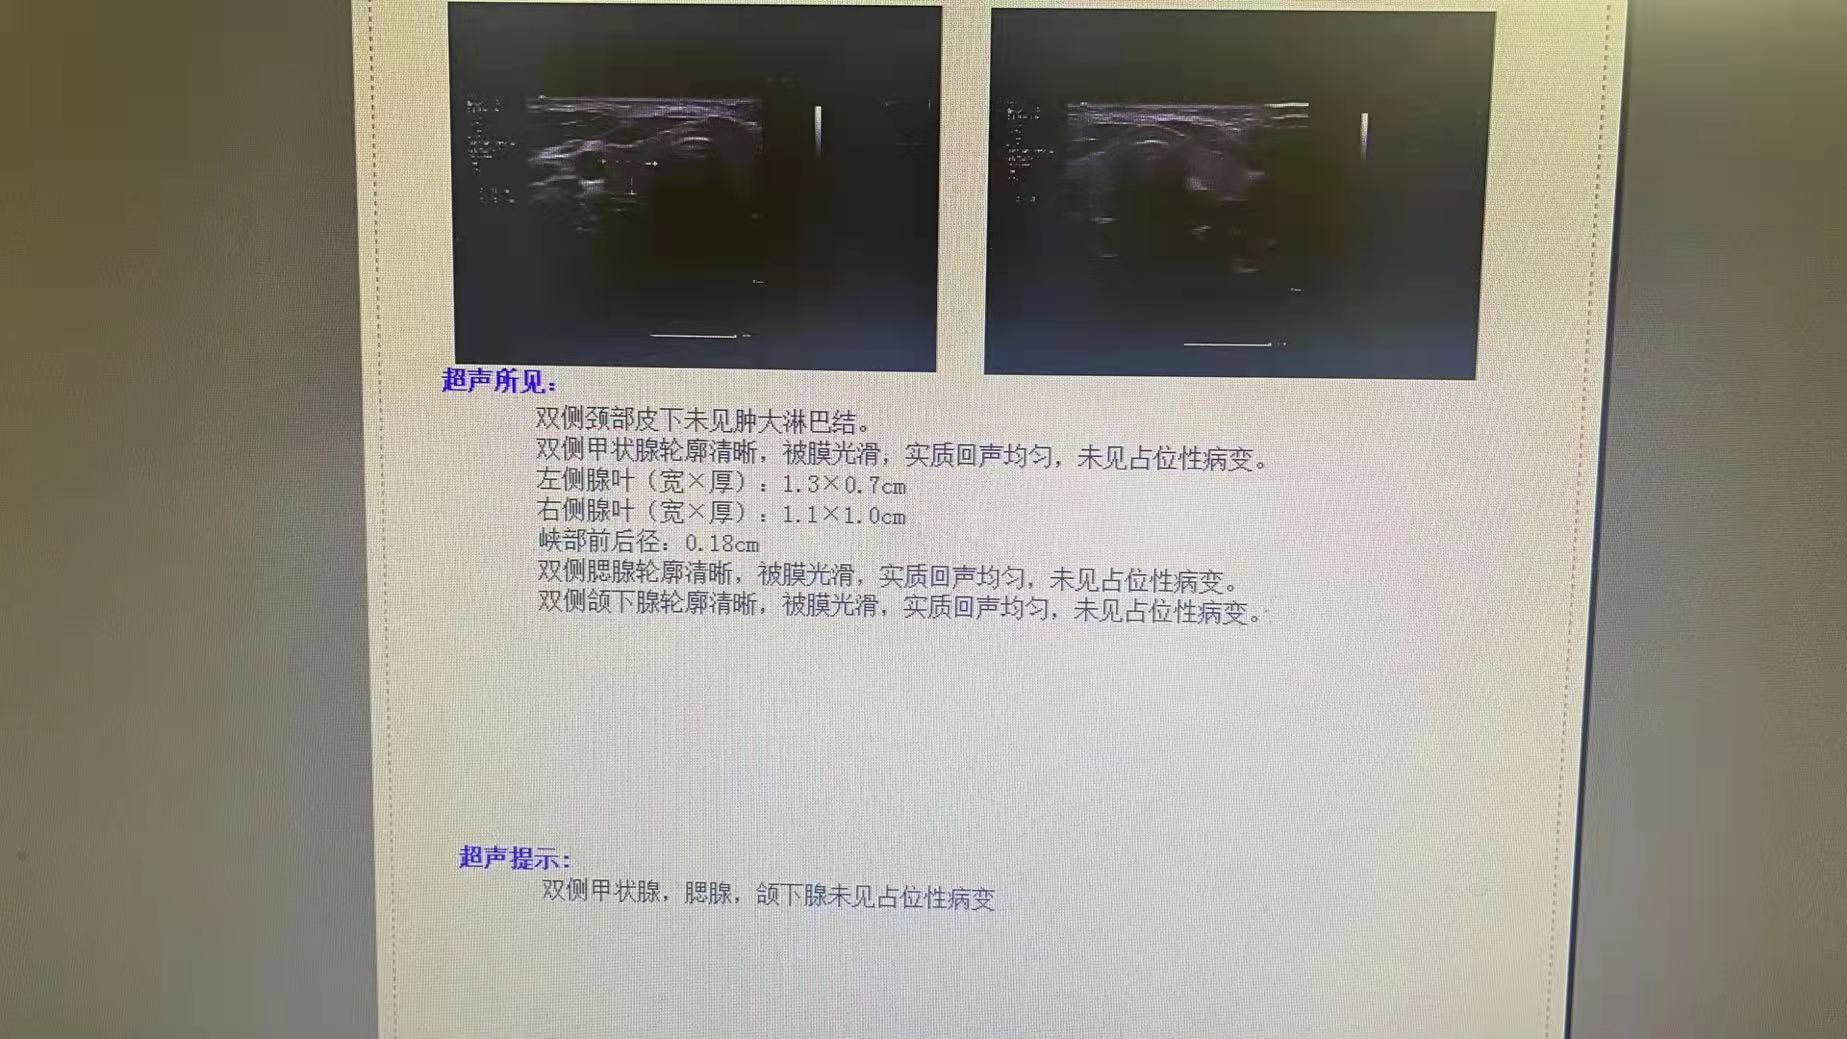 超声所见：
双侧颈部皮下未见肿大淋巴结。
双侧甲状腺轮廓清晰，被膜光滑，实质回声均匀，未见占位性病变。
左侧腺叶（宽×厚）：1.3×0.7cm
右侧腺叶（宽×厚）：1.1×1.0cm
峡部前后径：0.18cm
双侧腮腺轮廓清晰，被膜光滑，实质回声均匀，未见占位性病变。
双侧颌下腺轮廓清晰，被膜光滑，实质回声均匀，未见占位性病变。
超声提示：
双侧甲状腺，腮腺，颌下腺未见占位性病变